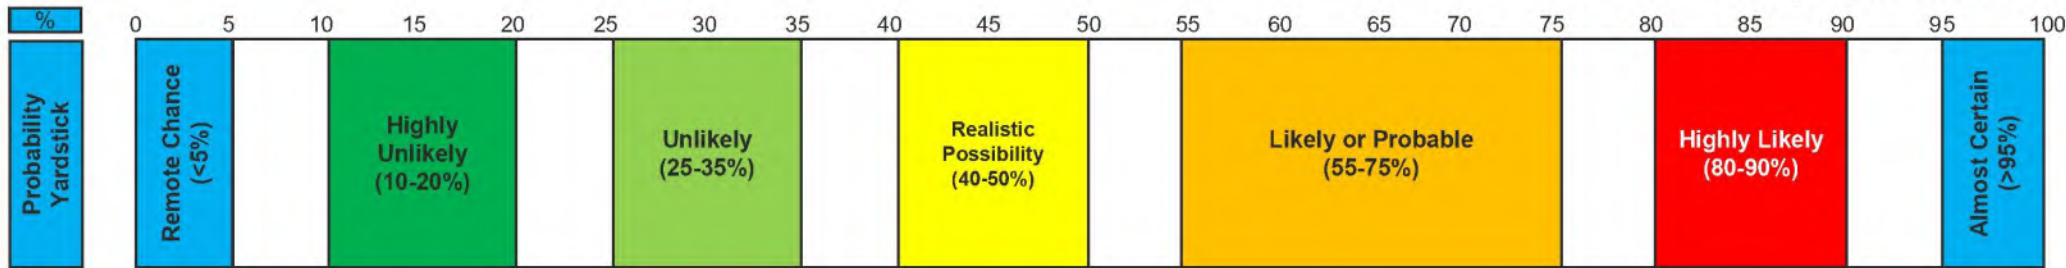 %
0 5 10 15 20 25 30 35 40 45 50 55 60 65 70 75 80 85 90 95 100
Probability
Yardstick
Remote Chance
(<5%)
Highly
Unlikely
(10-20%)
Unlikely
(25-35%)
Realistic
Possibility
(40-50%)
Likely or Probable
(55-75%)
Highly Likely
(80-90%)
Almost Certain
(>95%)